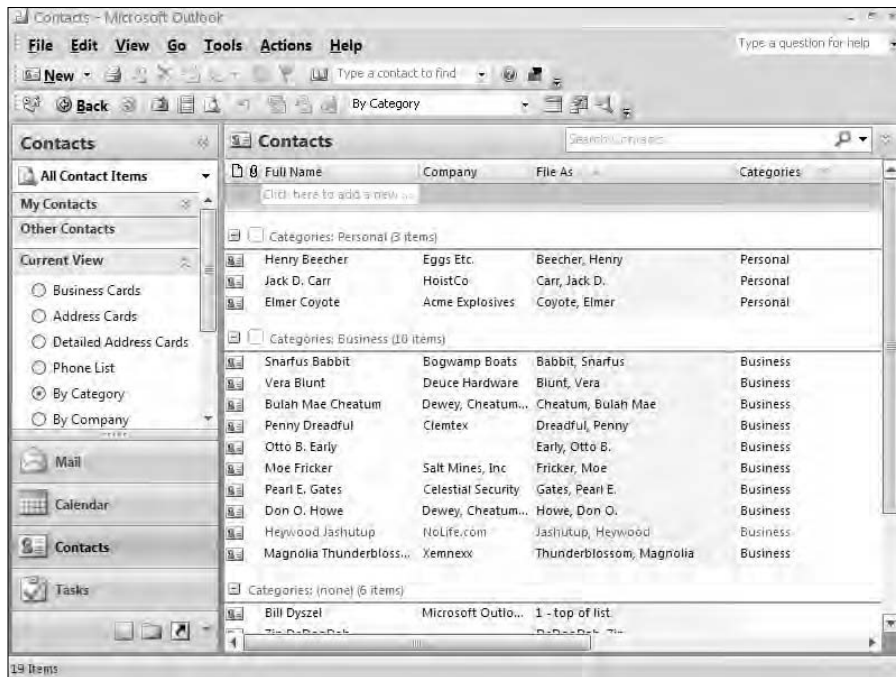 Contacts - Microsoft Outlook
File Edit View Go Tools Actions Help
Type a question for help
New
Type a contact to find
Back
By Category
Contacts
All Contact Items
My Contacts
Other Contacts
Current View
Business Cards
Address Cards
Detailed Address Cards
Phone List
By Category
By Company
Mail
Calendar
Contacts
Tasks
Contacts
Search Contacts
Full Name Company File As Categories
Click here to add a new ...
Categories: Personal (3 items)
Henry Beecher Eggs Etc. Beecher, Henry Personal
Jack D. Carr HoistCo Carr, Jack D. Personal
Elmer Coyote Acme Explosives Coyote, Elmer Personal
Categories: Business (10 items)
Snarfus Babbit Bogwamp Boats Babbit, Snarfus Business
Vera Blunt Deuce Hardware Blunt, Vera Business
Bulah Mae Cheatum Dewey, Cheatum... Cheatum, Bulah Mae Business
Penny Dreadful Clemtex Dreadful, Penny Business
Otto B. Early Early, Otto B. Business
Moe Fricker Salt Mines, Inc Fricker, Moe Business
Pearl E. Gates Celestial Security Gates, Pearl E. Business
Don O. Howe Dewey, Cheatum... Howe, Don O. Business
Heywood Jashutup NoLife.com Jashutup, Heywood Business
Magnolia Thunderbloss... Xemnexx Thunderblossom, Magnolia Business
Categories: (none) (6 items)
Bill Dyszel Microsoft Outlo... 1 - top of list
19 Items